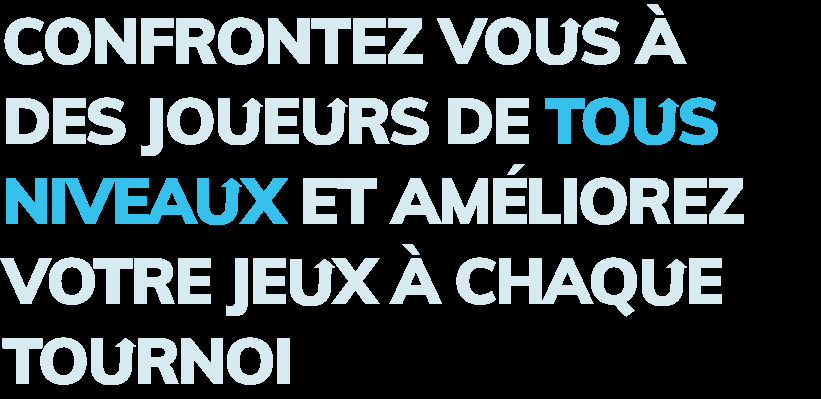 CONFRONTEZ VOUS À
DES JOUEURS DE TOUS
NIVEAUX ET AMÉLIOREZ
VOTRE JEUX À CHAQUE
TOURNOI